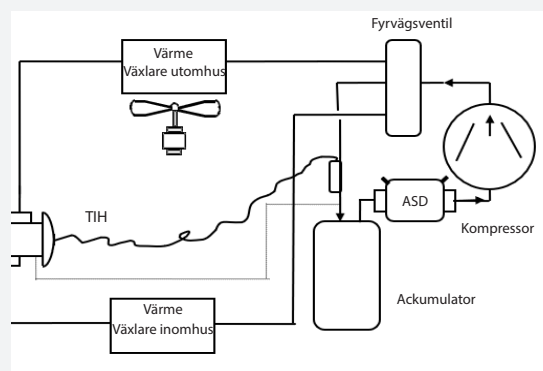 Fyrvägsventil
Värme
Växlare utomhus
TIH
ASD
Kompressor
Ackumulator
Värme
Växlare inomhus